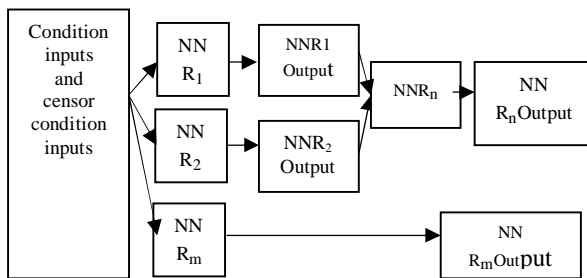 Condition
inputs
and
censor
condition
inputs
NN
R₁
NNR1
Output
NN
R₂
NNR₂
Output
NNRₙ
NN
RₙOutput
NN
Rₘ
NN
RₘOutput